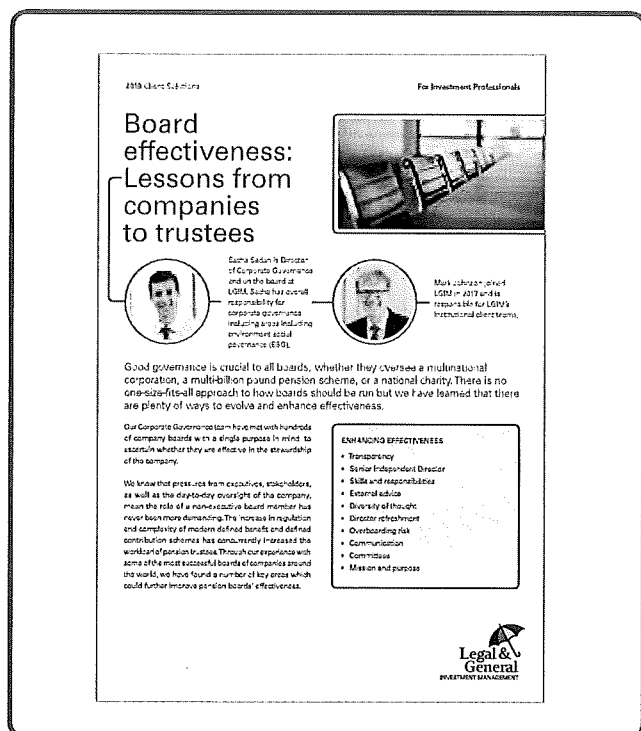 2018 Client Solutions
For Investment Professionals
Board
effectiveness:
Lessons from
companies
to trustees
Sacha Sadan is Director
of Corporate Governance
and on the board at
LGIM. Sacha has overall
responsibility for
corporate governance
including areas including
environment social
governance (ESG).
Mark Johnson joined
LGIM in 2017 and is
responsible for LGIM's
institutional client teams.
Good governance is crucial to all boards, whether they oversee a multinational
corporation, a multi-billion pound pension scheme, or a national charity. There is no
one-size-fits-all approach to how boards should be run but we have learned that there
are plenty of ways to evolve and enhance effectiveness.
Our Corporate Governance team have met with hundreds
of company boards with a single purpose in mind: to
ascertain whether they are effective in the stewardship
of the company.
We know that pressures from executives, stakeholders,
as well as the day-to-day oversight of the company,
mean the role of a non-executive board member has
never been more demanding. The increase in regulation
and complexity of modern defined benefit and defined
contribution schemes has concurrently increased the
workload of pension trustees. Through our experience with
some of the most successful boards of companies around
the world, we have found a number of key areas which
could further improve pension boards' effectiveness.
ENHANCING EFFECTIVENESS
• Transparency
• Senior Independent Director
• Skills and responsibilities
• External advice
• Diversity of thought
• Director refreshment
• Overboarding risk
• Communication
• Committees
• Mission and purpose
Legal &
General
INVESTMENT MANAGEMENT